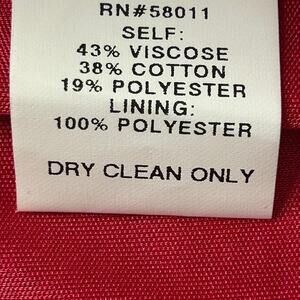 RN#58011
SELF:
43% VISCOSE
38% COTTON
19% POLYESTER
LINING:
100% POLYESTER
DRY CLEAN ONLY